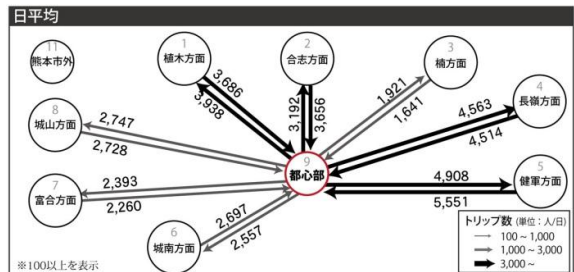 日平均
11
熊本市外
1
植木方面
2
合志方面
3
楠方面
4
長嶺方面
8
城山方面
9
都心部
5
健軍方面
7
富合方面
6
城南方面
3,686
3,938
3,192
3,656
1,921
1,641
4,563
4,514
2,747
2,728
4,908
5,551
2,393
2,260
2,697
2,557
トリップ数(単位:人/日)
100~1,000
1,000~3,000
3,000~
※100以上を表示